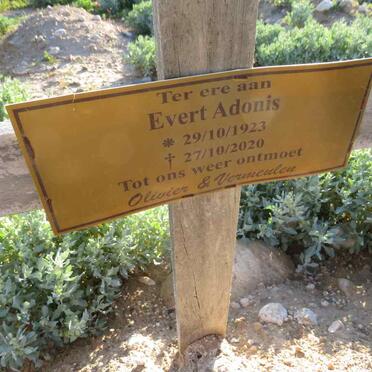 Ter ere aan
Evert Adonis
* 29/10/1923
† 27/10/2020
Tot ons weer ontmoet
Olivier & Vermeulen